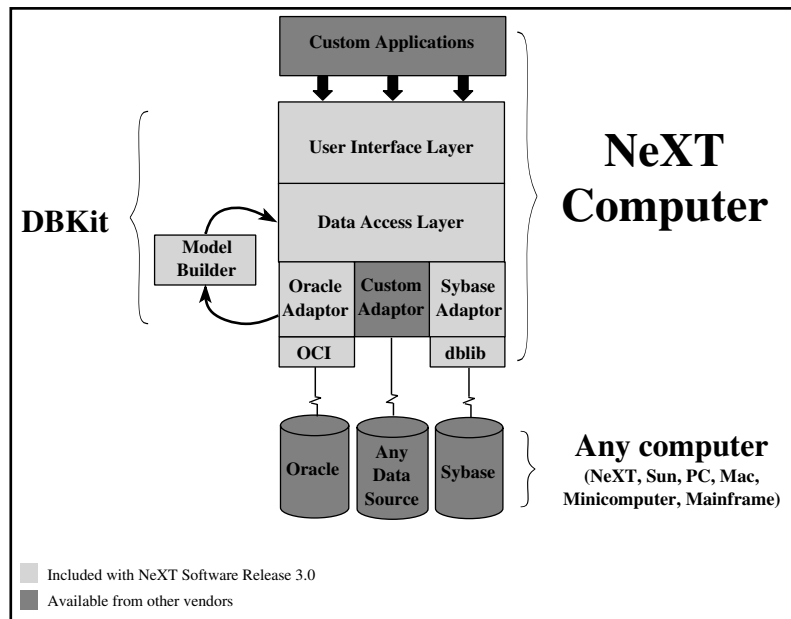 Custom Applications
User Interface Layer
NeXT
Computer
DBKit
Data Access Layer
Model
Builder
Oracle
Adaptor
Custom
Adaptor
Sybase
Adaptor
OCI
dblib
Oracle
Any
Data
Source
Sybase
Any computer
(NeXT, Sun, PC, Mac,
Minicomputer, Mainframe)
Included with NeXT Software Release 3.0
Available from other vendors